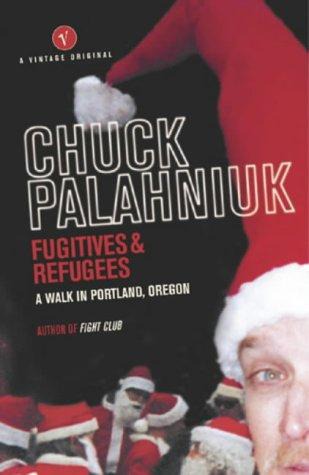 V
A VINTAGE ORIGINAL
CHUCK
PALAHNIUK
FUGITIVES &
REFUGEES
A WALK IN PORTLAND, OREGON
AUTHOR OF FIGHT CLUB